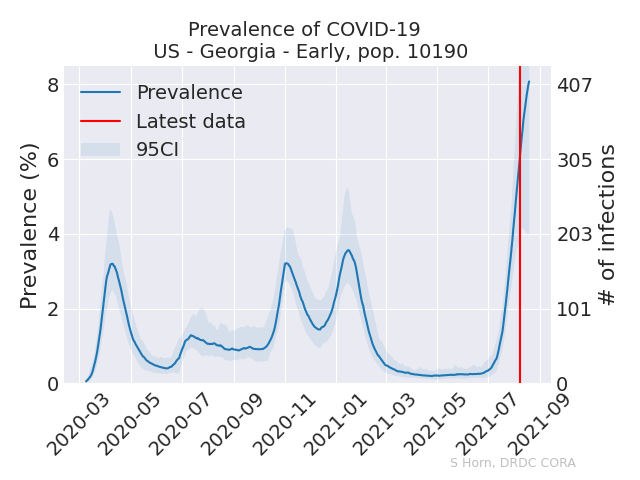 Prevalence of COVID-19
US - Georgia - Early, pop. 10190
Prevalence
Latest data
95CI
Prevalence (%)
8
6
4
2
0
407
305
203
101
0
# of infections
2020-03
2020-05
2020-07
2020-09
2020-11
2021-01
2021-03
2021-05
2021-07
2021-09
S Horn, DRDC CORA